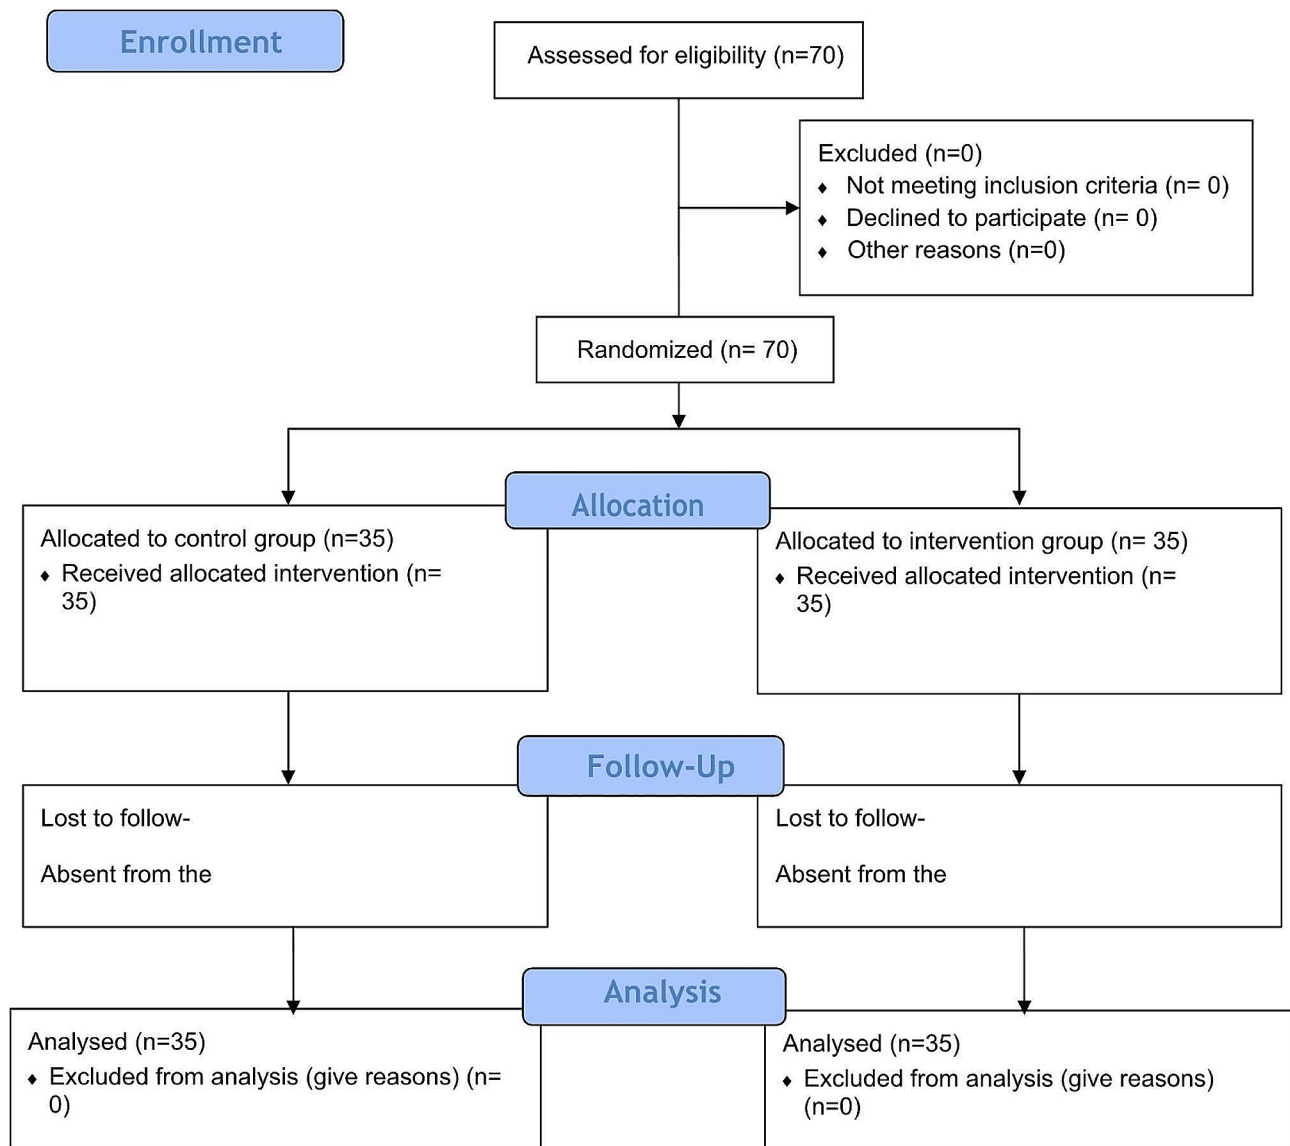 Enrollment
Assessed for eligibility (n=70)
Excluded (n=0)
♦ Not meeting inclusion criteria (n= 0)
♦ Declined to participate (n= 0)
♦ Other reasons (n=0)
Randomized (n= 70)
Allocation
Allocated to control group (n=35)
♦ Received allocated intervention (n=
35)
Allocated to intervention group (n= 35)
♦ Received allocated intervention (n=
35)
Follow-Up
Lost to follow-
Absent from the
Lost to follow-
Absent from the
Analysis
Analysed (n=35)
♦ Excluded from analysis (give reasons) (n=
0)
Analysed (n=35)
♦ Excluded from analysis (give reasons)
(n=0)